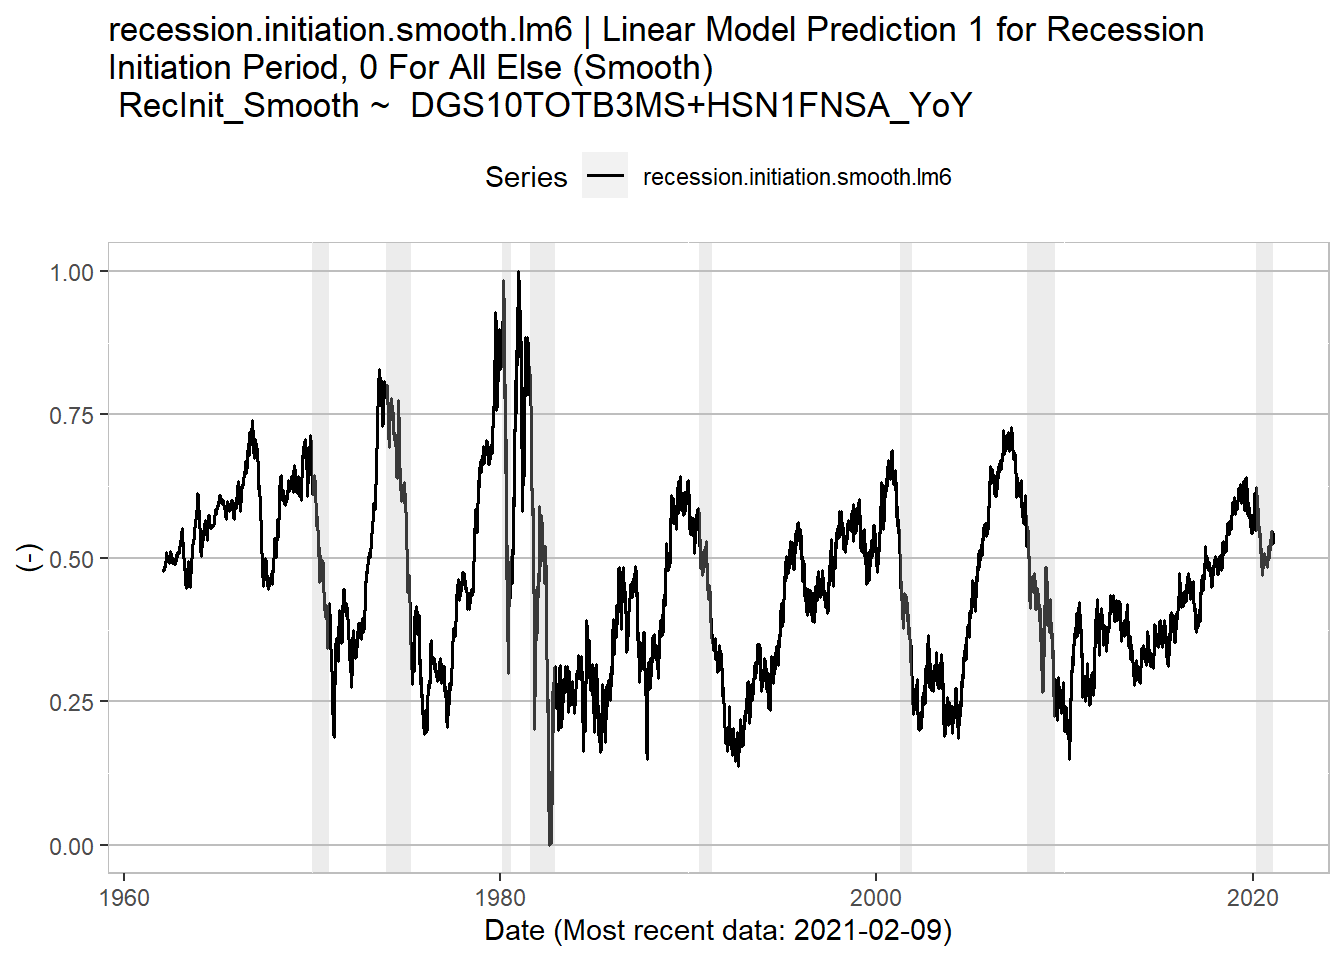 recession.initiation.smooth.lm6 | Linear Model Prediction 1 for Recession
Initiation Period, 0 For All Else (Smooth)
RecInit_Smooth ~ DGS10TOTB3MS+HSN1FNSA_YoY
Series
recession.initiation.smooth.lm6
(-)
1.00
0.75
0.50
0.25
0.00
1960
1980
2000
2020
Date (Most recent data: 2021-02-09)